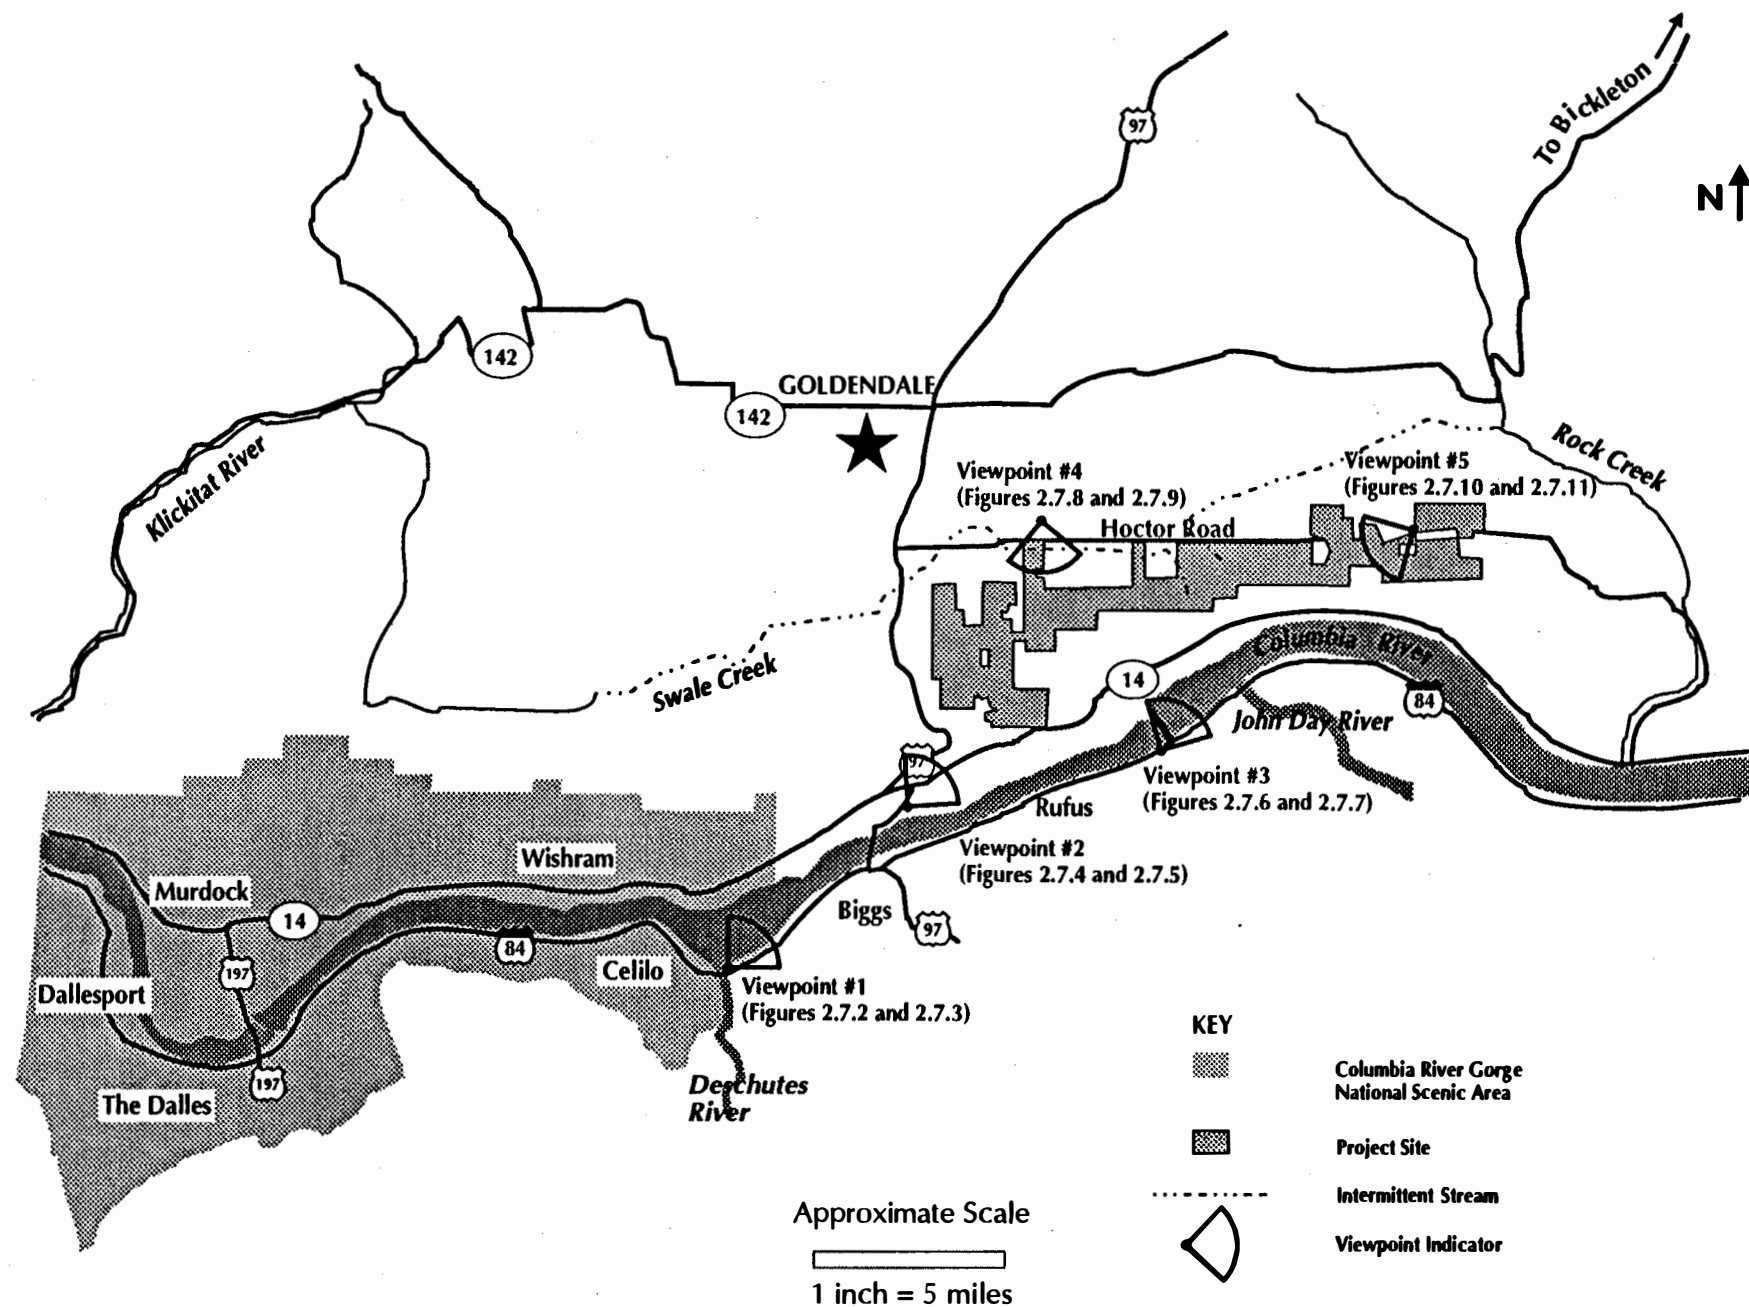 97
To Bickleton
N
142
GOLDENDALE
142
Klickitat River
Viewpoint #4
(Figures 2.7.8 and 2.7.9)
Viewpoint #5
(Figures 2.7.10 and 2.7.11)
Rock Creek
Hoctor Road
Swale Creek
Columbia River
14
84
John Day River
97
Viewpoint #3
(Figures 2.7.6 and 2.7.7)
Rufus
Viewpoint #2
(Figures 2.7.4 and 2.7.5)
Wishram
Murdock
14
Biggs
97
84
197
Celilo
Dallesport
Viewpoint #1
(Figures 2.7.2 and 2.7.3)
197
The Dalles
Deschutes
River
KEY
Columbia River Gorge
National Scenic Area
Project Site
Intermittent Stream
Viewpoint Indicator
Approximate Scale
1 inch = 5 miles